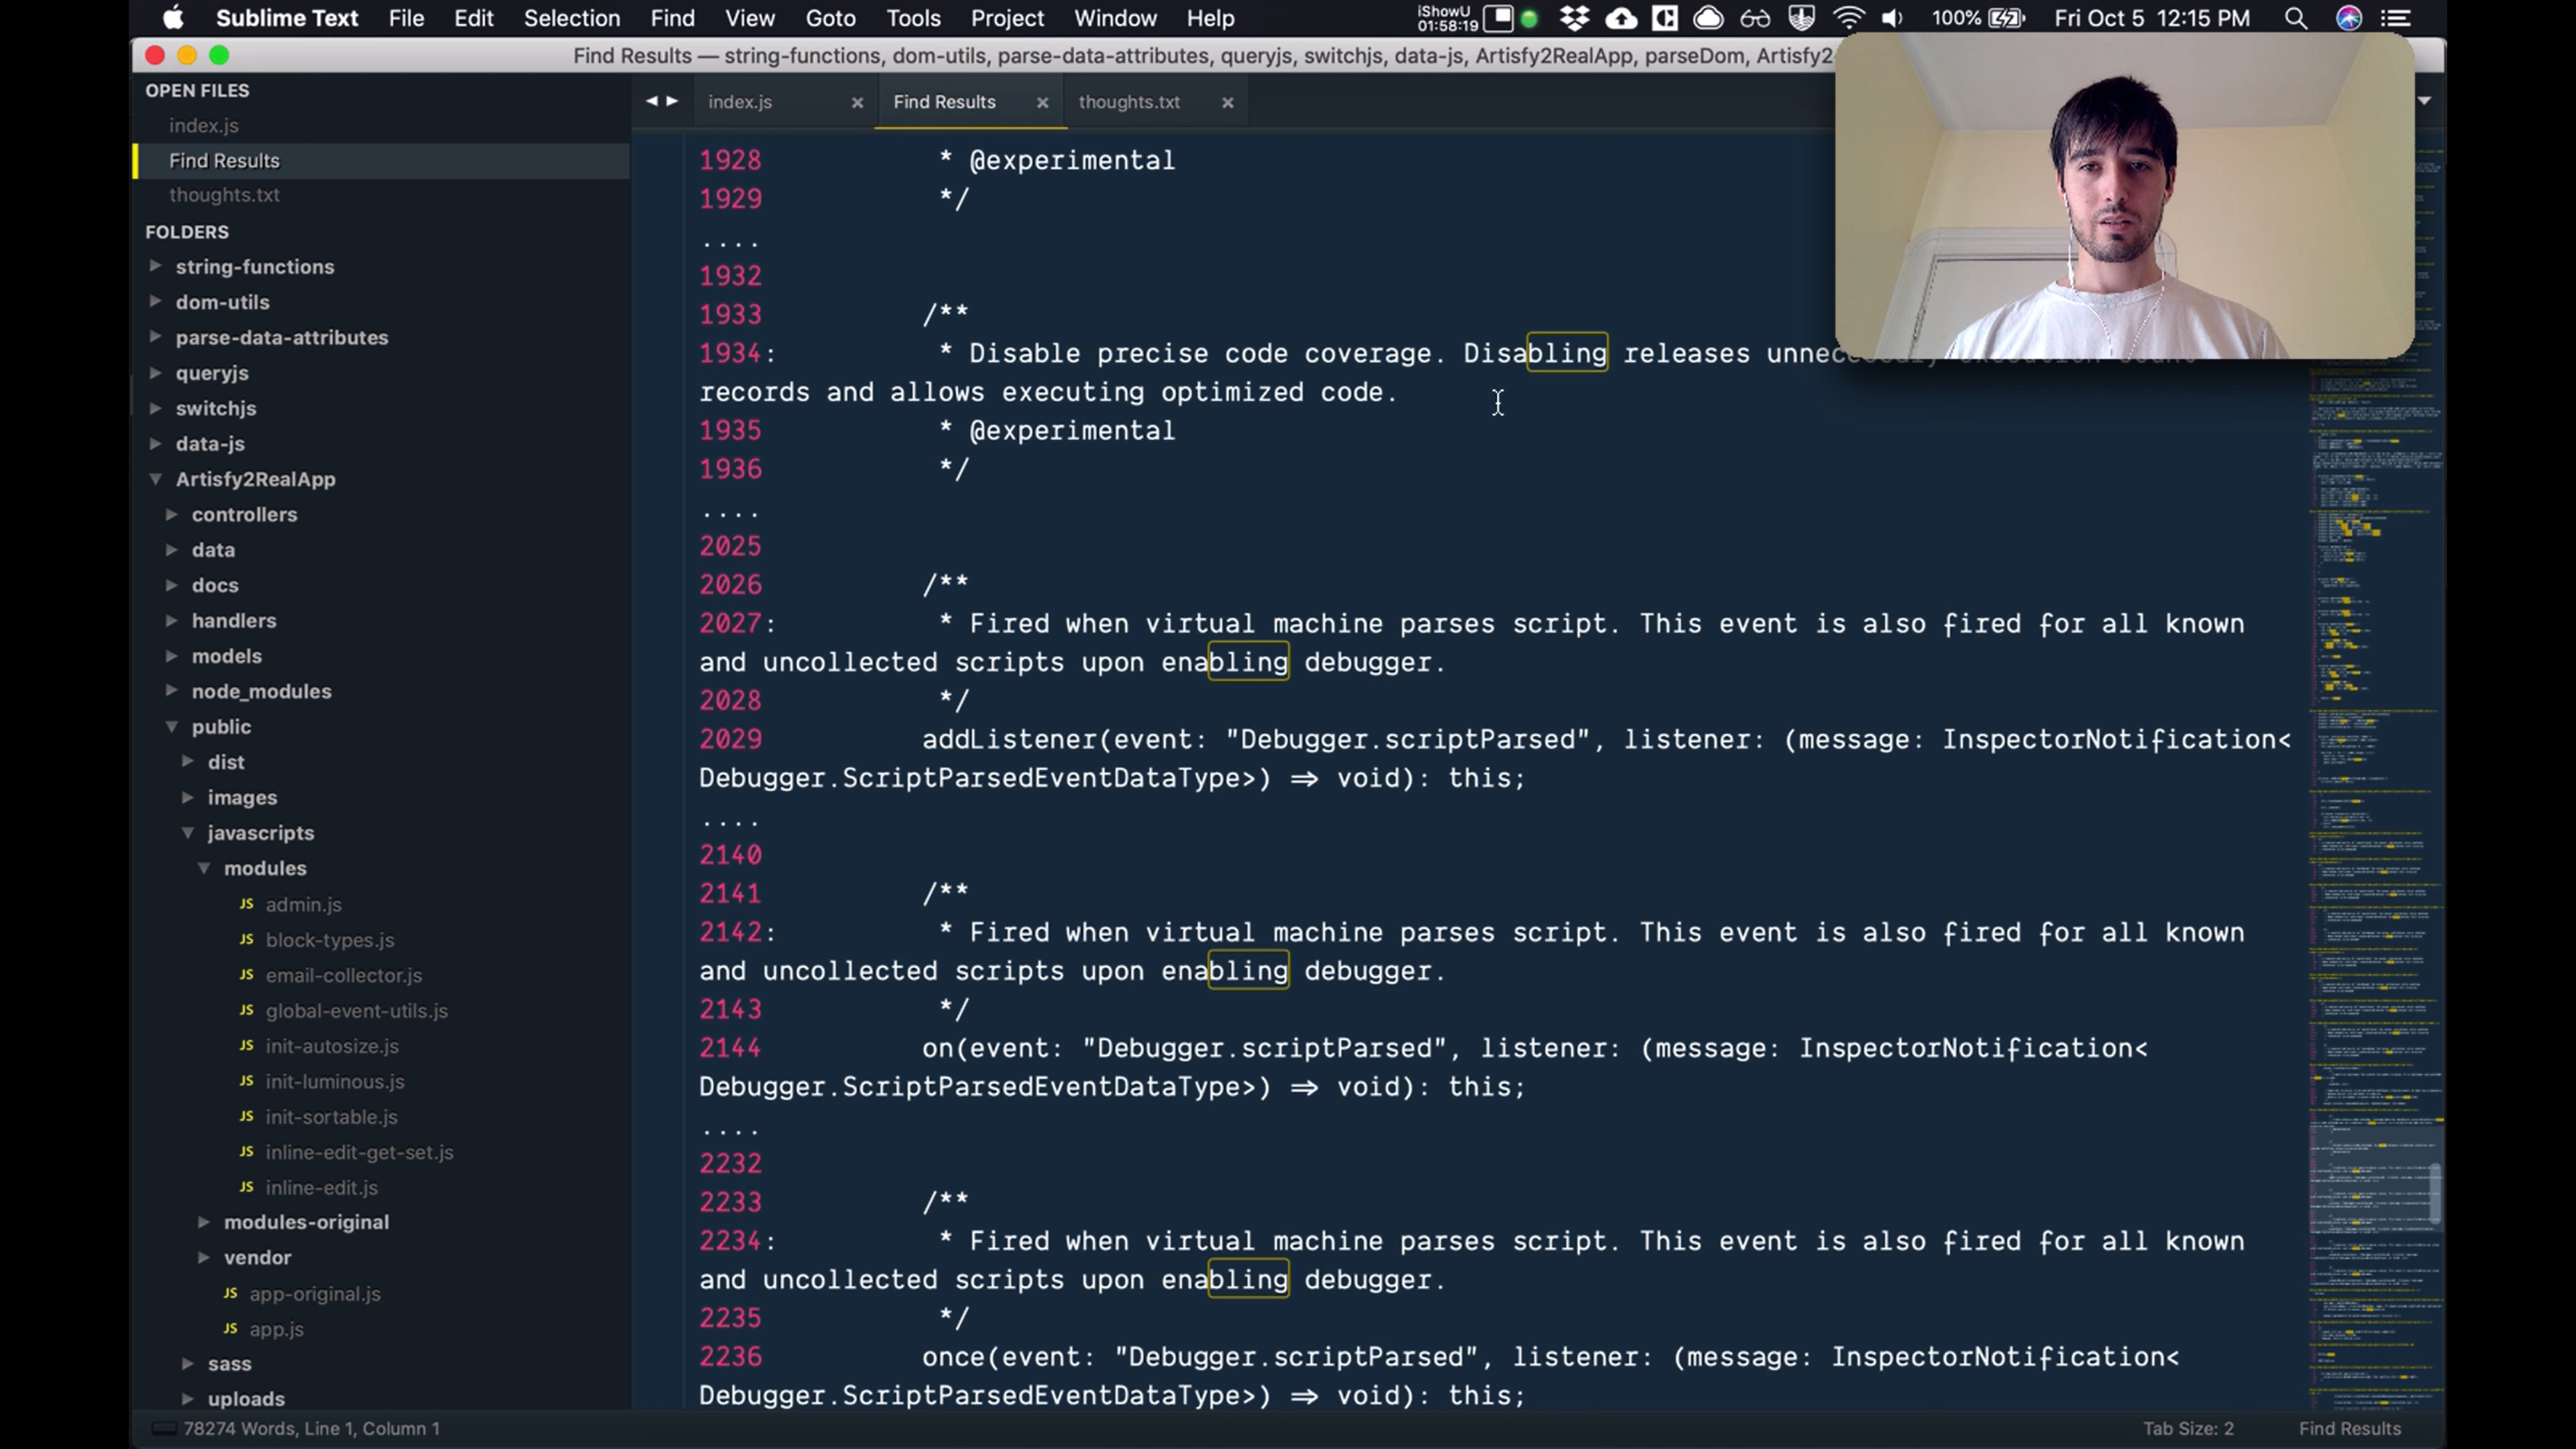 Sublime Text File Edit Selection Find View Goto Tools Project Window Help iShowU 01:58:19 100% Fri Oct 5 12:15 PM
Find Results — string-functions, dom-utils, parse-data-attributes, queryjs, switchjs, data-js, Artisfy2RealApp, parseDom, Artisfy2
OPEN FILES
index.js
Find Results
thoughts.txt
FOLDERS
string-functions
dom-utils
parse-data-attributes
queryjs
switchjs
data-js
Artisfy2RealApp
controllers
data
docs
handlers
models
node_modules
public
dist
images
javascripts
modules
JS admin.js
JS block-types.js
JS email-collector.js
JS global-event-utils.js
JS init-autosize.js
JS init-luminous.js
JS init-sortable.js
JS inline-edit-get-set.js
JS inline-edit.js
modules-original
vendor
JS app-original.js
JS app.js
sass
uploads
index.js × Find Results × thoughts.txt ×
1928 * @experimental
1929 */
....
1932
1933 /**
1934: * Disable precise code coverage. Disabling releases
records and allows executing optimized code.
1935 * @experimental
1936 */
....
2025
2026 /**
2027: * Fired when virtual machine parses script. This event is also fired for all known
and uncollected scripts upon enabling debugger.
2028 */
2029 addListener(event: "Debugger.scriptParsed", listener: (message: InspectorNotification<
Debugger.ScriptParsedEventDataType>) => void): this;
....
2140
2141 /**
2142: * Fired when virtual machine parses script. This event is also fired for all known
and uncollected scripts upon enabling debugger.
2143 */
2144 on(event: "Debugger.scriptParsed", listener: (message: InspectorNotification<
Debugger.ScriptParsedEventDataType>) => void): this;
....
2232
2233 /**
2234: * Fired when virtual machine parses script. This event is also fired for all known
and uncollected scripts upon enabling debugger.
2235 */
2236 once(event: "Debugger.scriptParsed", listener: (message: InspectorNotification<
Debugger.ScriptParsedEventDataType>) => void): this;
78274 Words, Line 1, Column 1 Tab Size: 2 Find Results